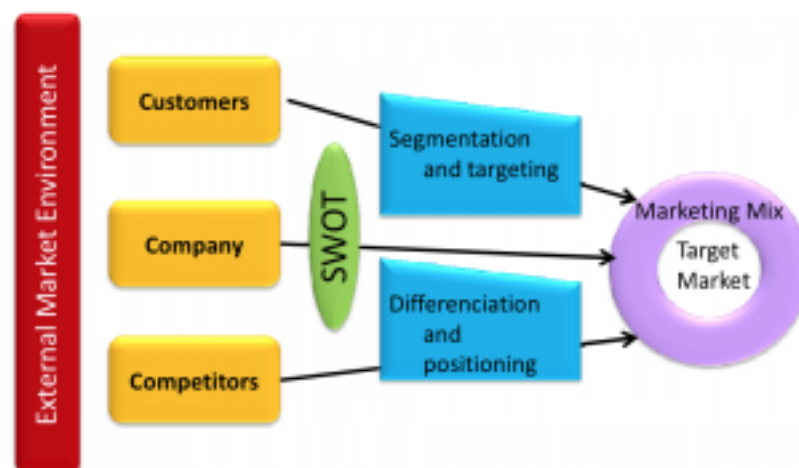 External Market Environment
Customers
Company
Competitors
SWOT
Segmentation
and targeting
Differenciation
and
positioning
Marketing Mix
Target
Market